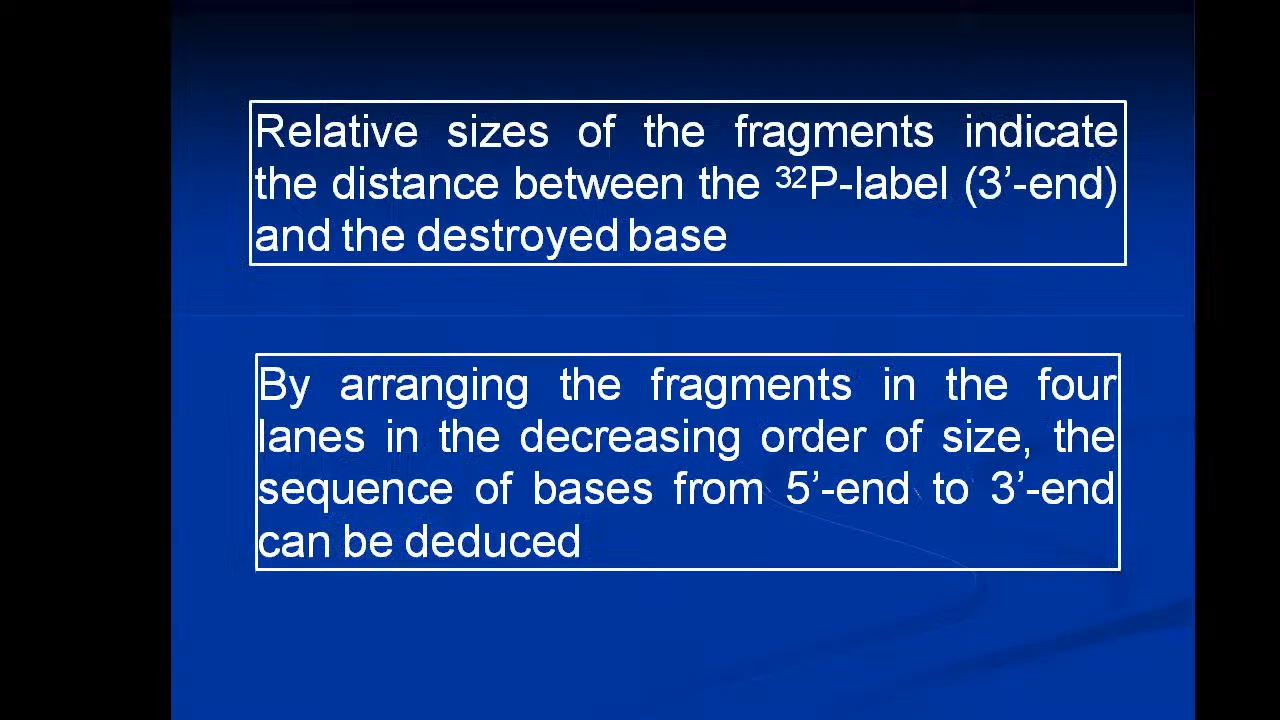 Relative sizes of the fragments indicate
the distance between the ³²P-label (3’-end)
and the destroyed base
By arranging the fragments in the four
lanes in the decreasing order of size, the
sequence of bases from 5’-end to 3’-end
can be deduced